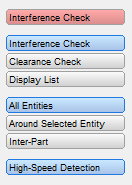 Interference Check
Interference Check
Clearance Check
Display List
All Entities
Around Selected Entity
Inter-Part
High-Speed Detection